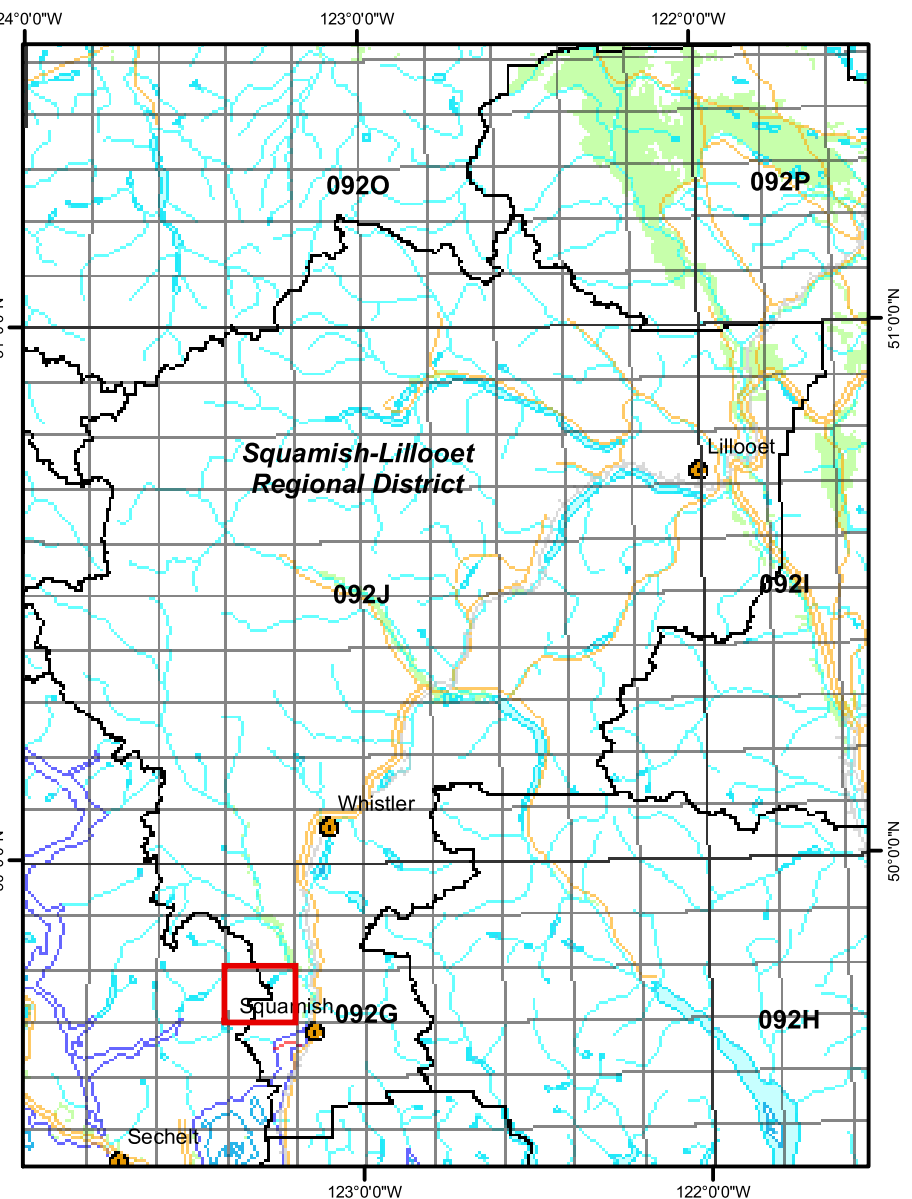 24°0'0"W 123°0'0"W 122°0'0"W
092O
092P
51°0'0"N
Squamish-Lillooet
Regional District
Lillooet
092J
092I
Whistler
50°0'0"N
Squamish
092G
092H
Sechelt
123°0'0"W 122°0'0"W